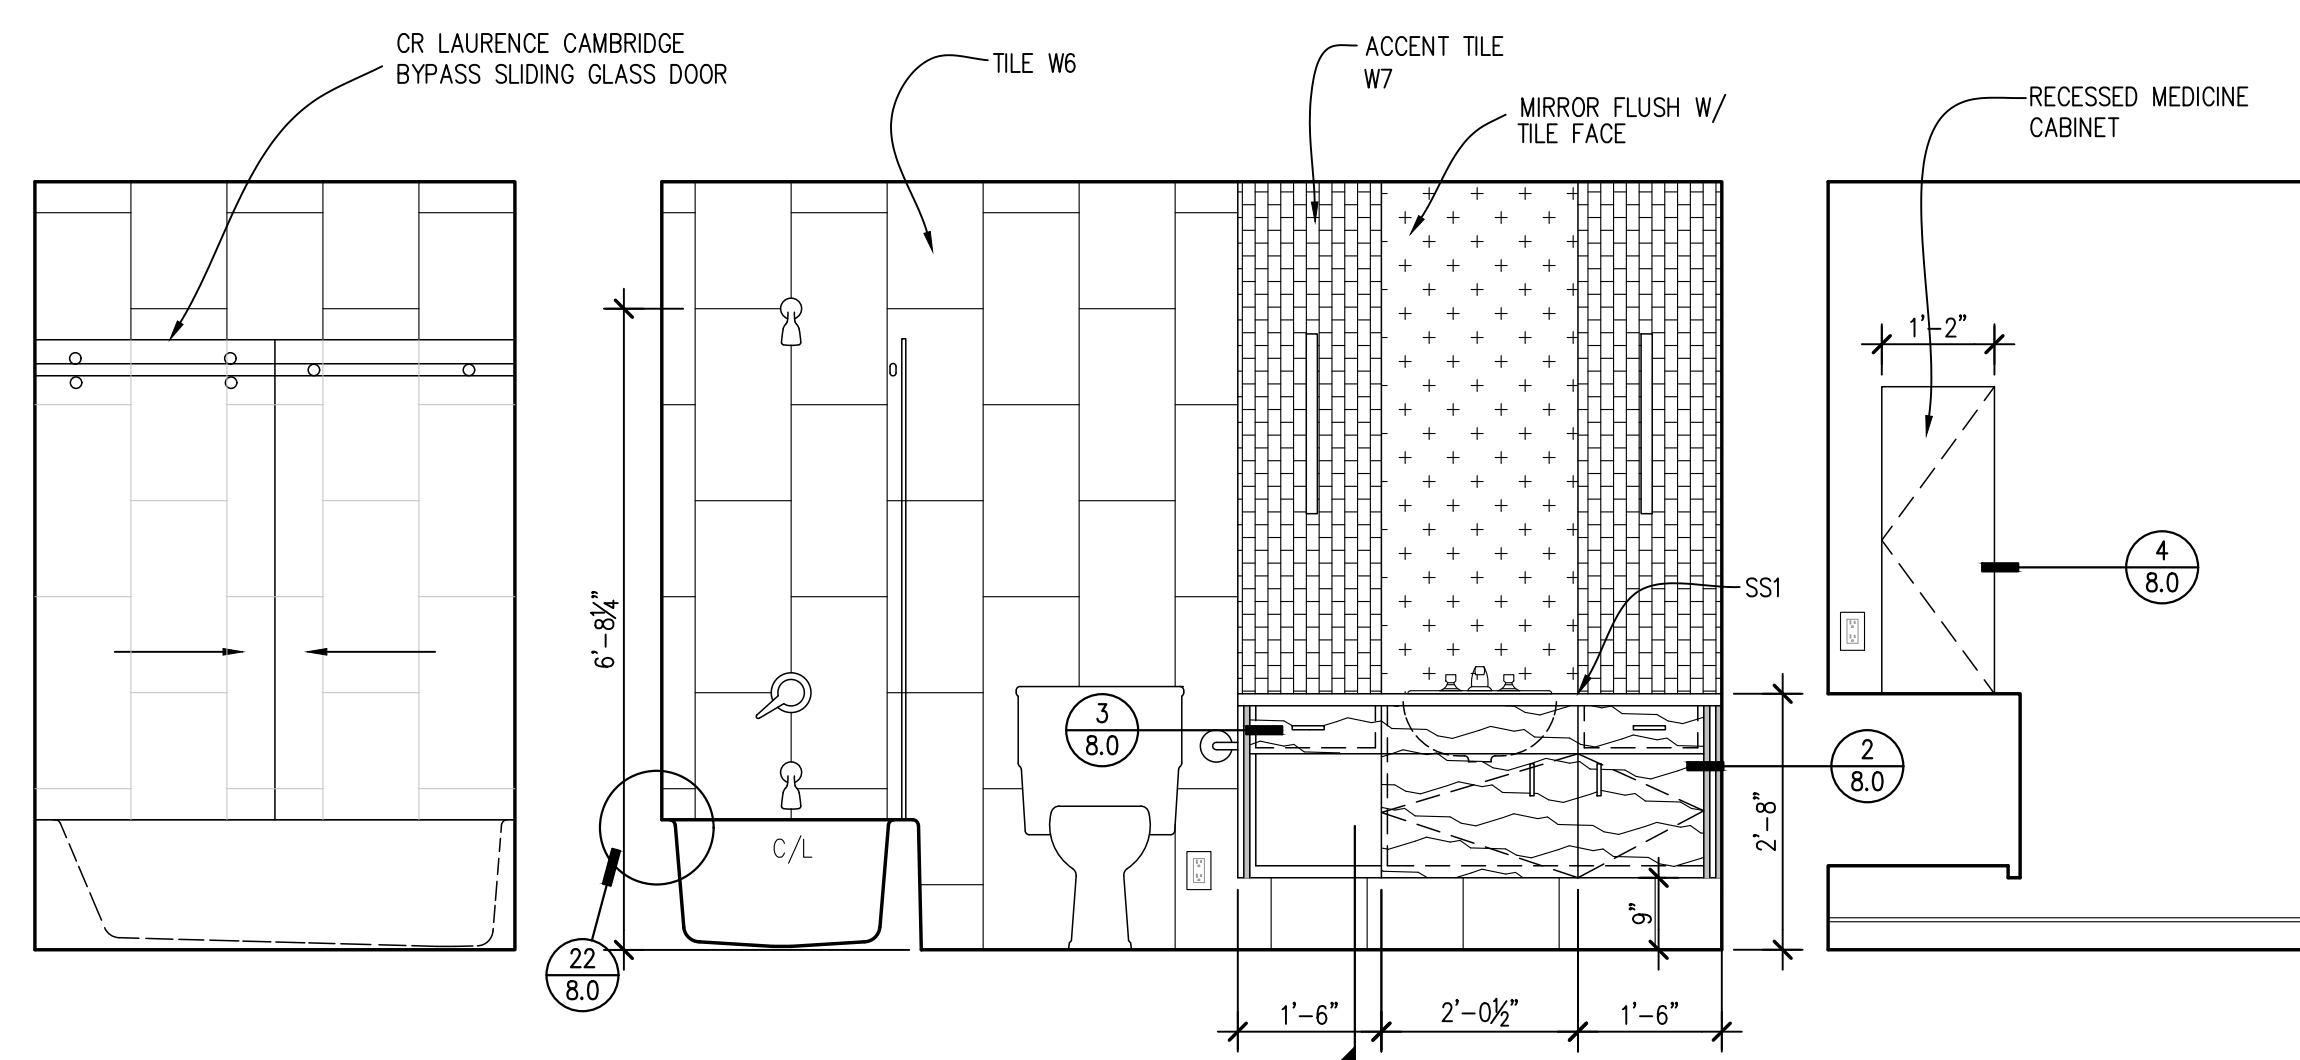 CR LAURENCE CAMBRIDGE
BYPASS SLIDING GLASS DOOR
TILE W6
ACCENT TILE
W7
MIRROR FLUSH W/
TILE FACE
RECESSED MEDICINE
CABINET
1'-2"
4
8.0
SS1
6'-8¼"
3
8.0
2
8.0
2'-8"
C/L
9"
22
8.0
1'-6"
2'-0½"
1'-6"